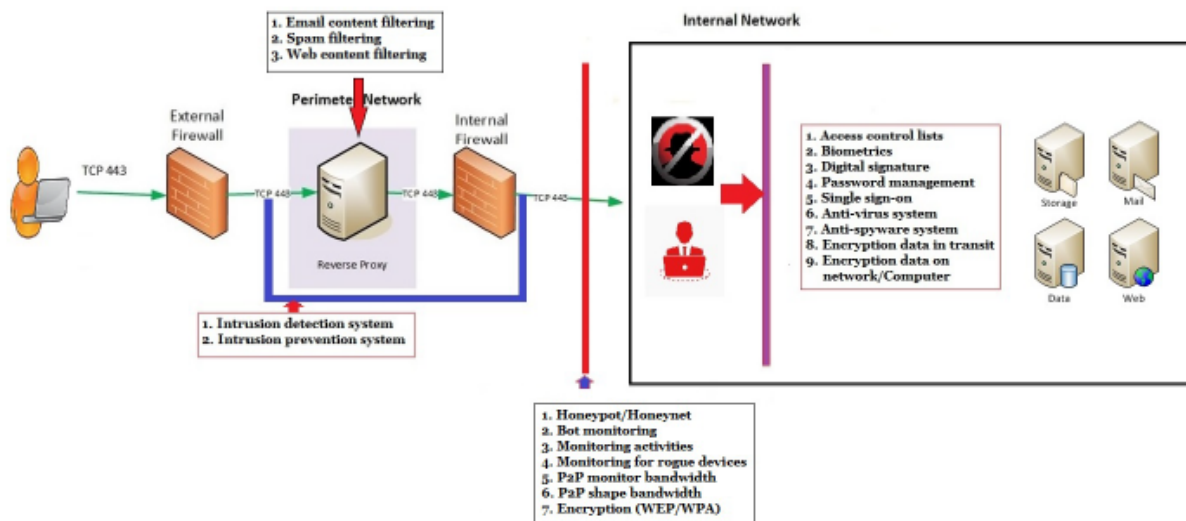 1. Email content filtering
2. Spam filtering
3. Web content filtering
Internal Network
Perimeter Network
External
Firewall
Internal
Firewall
TCP 443
TCP 448
TCP 448
TCP 448
Reverse Proxy
1. Intrusion detection system
2. Intrusion prevention system
1. Access control lists
2. Biometrics
3. Digital signature
4. Password management
5. Single sign-on
6. Anti-virus system
7. Anti-spyware system
8. Encryption data in transit
9. Encryption data on
network/Computer
Storage
Mail
Data
Web
1. Honeypot/Honeynet
2. Bot monitoring
3. Monitoring activities
4. Monitoring for rogue devices
5. P2P monitor bandwidth
6. P2P shape bandwidth
7. Encryption (WEP/WPA)